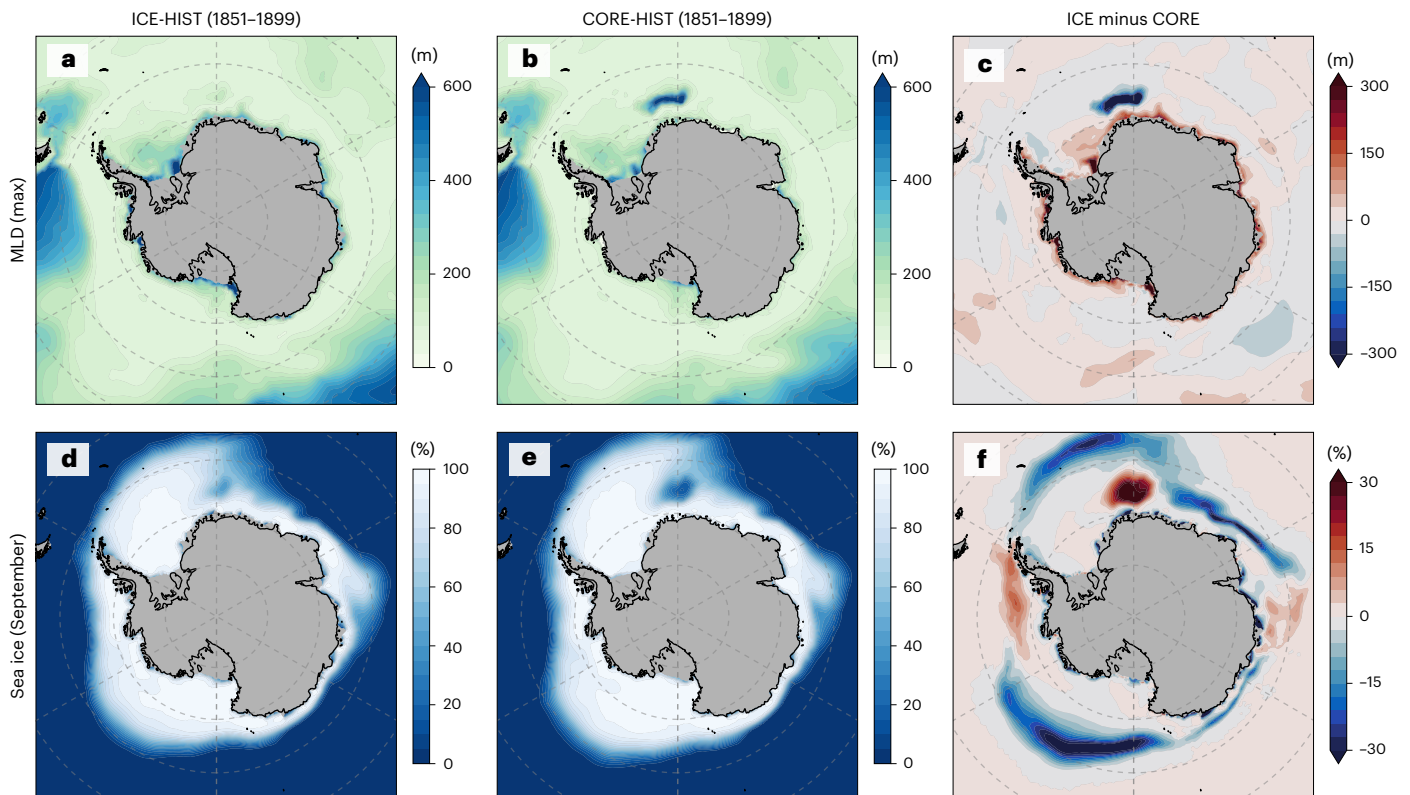 ICE-HIST (1851–1899)
CORE-HIST (1851–1899)
ICE minus CORE
MLD (max)
a
(m)
600
400
200
0
b
(m)
600
400
200
0
c
(m)
300
150
0
−150
−300
Sea ice (September)
d
(%)
100
80
60
40
20
0
e
(%)
100
80
60
40
20
0
f
(%)
30
15
0
−15
−30